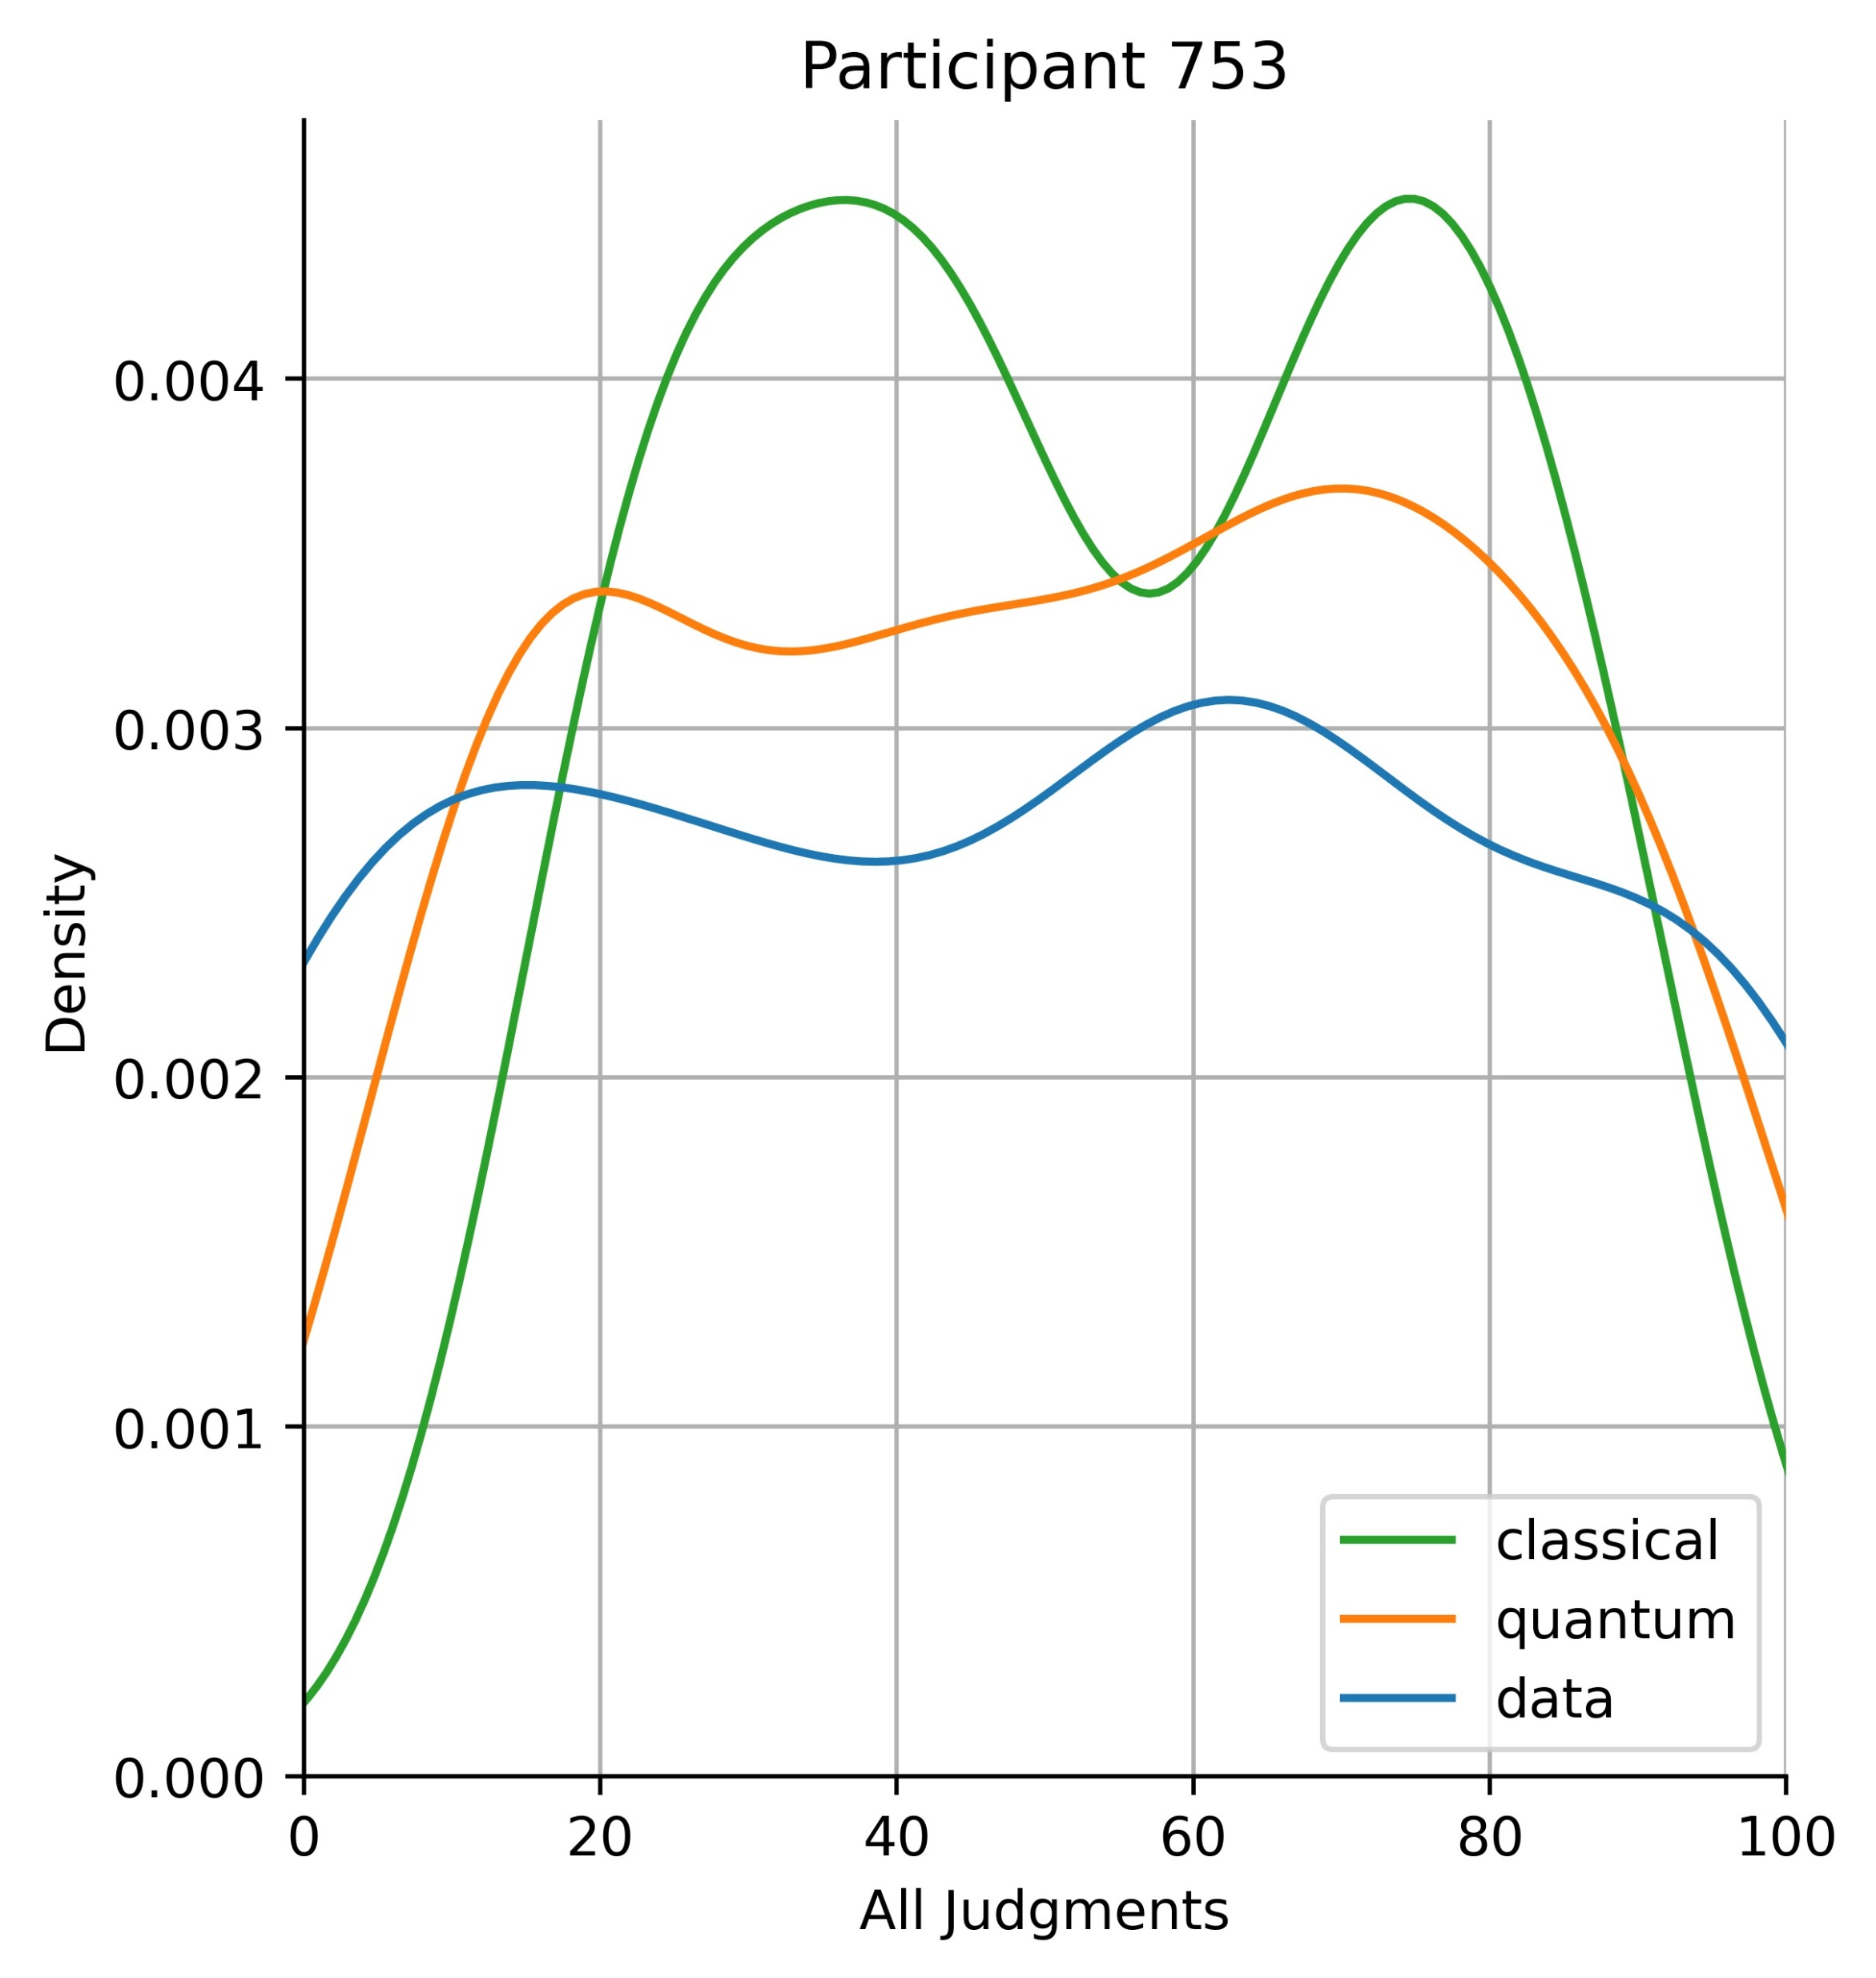 Participant 753
Density
0.004
0.003
0.002
0.001
0.000
0 20 40 60 80 100
All Judgments
classical
quantum
data